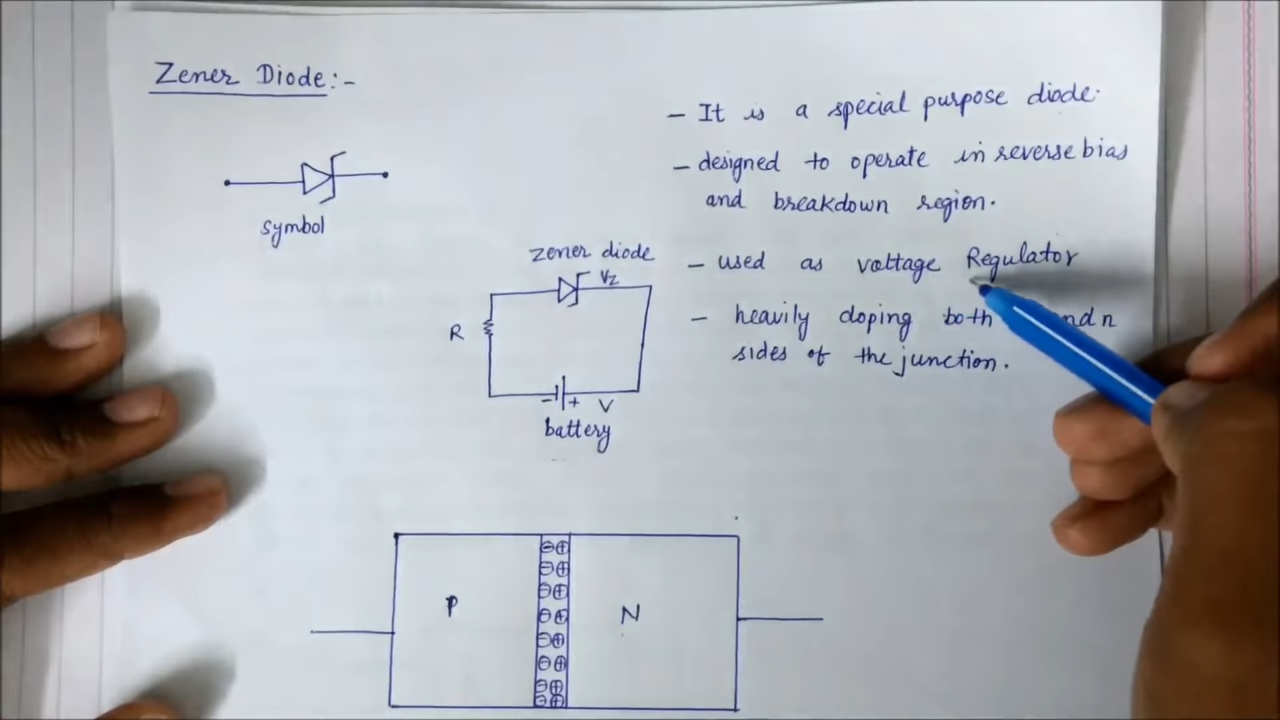 Zener Diode:-
symbol
- It is a special purpose diode.
- designed to operate in reverse bias
and breakdown region.
- used as voltage Regulator
- heavily doping both and n
sides of the junction.
zener diode
Vz
R
- + V
battery
P N